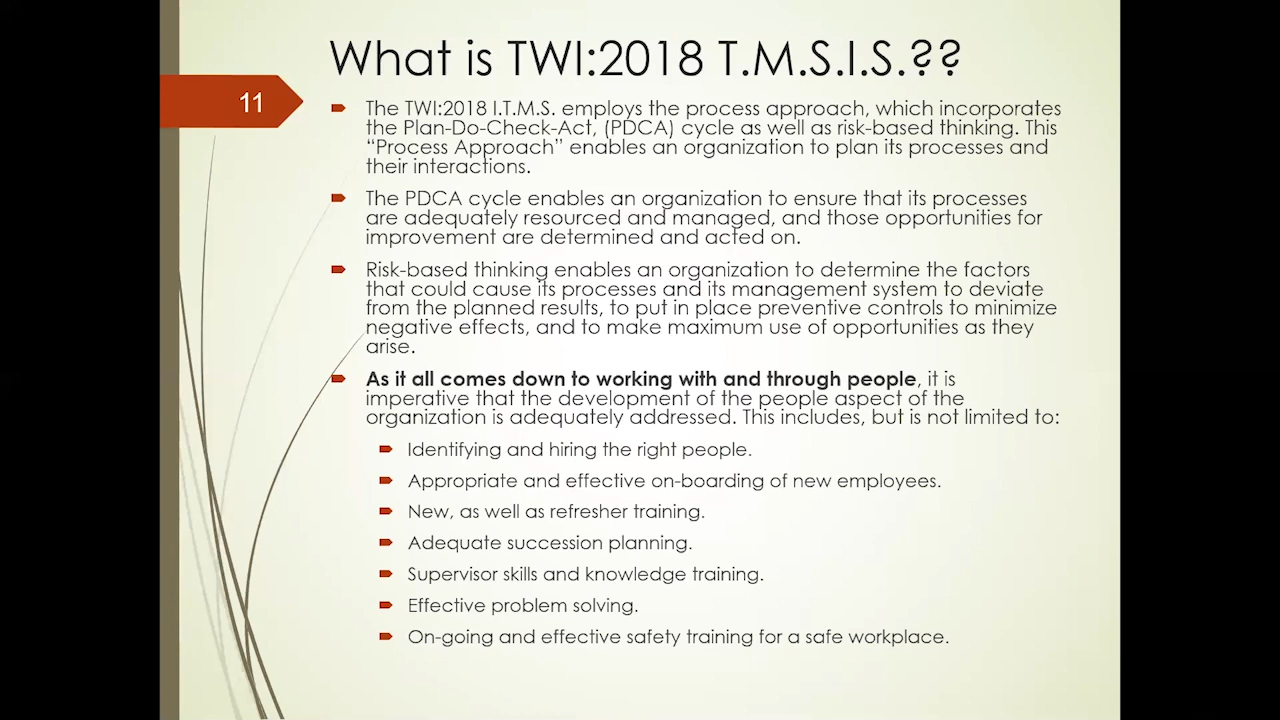 What is TWI:2018 T.M.S.I.S.??
11
The TWI:2018 I.T.M.S. employs the process approach, which incorporates
the Plan-Do-Check-Act, (PDCA) cycle as well as risk-based thinking. This
“Process Approach” enables an organization to plan its processes and
their interactions.
The PDCA cycle enables an organization to ensure that its processes
are adequately resourced and managed, and those opportunities for
improvement are determined and acted on.
Risk-based thinking enables an organization to determine the factors
that could cause its processes and its management system to deviate
from the planned results, to put in place preventive controls to minimize
negative effects, and to make maximum use of opportunities as they
arise.
As it all comes down to working with and through people, it is
imperative that the development of the people aspect of the
organization is adequately addressed. This includes, but is not limited to:
Identifying and hiring the right people.
Appropriate and effective on-boarding of new employees.
New, as well as refresher training.
Adequate succession planning.
Supervisor skills and knowledge training.
Effective problem solving.
On-going and effective safety training for a safe workplace.